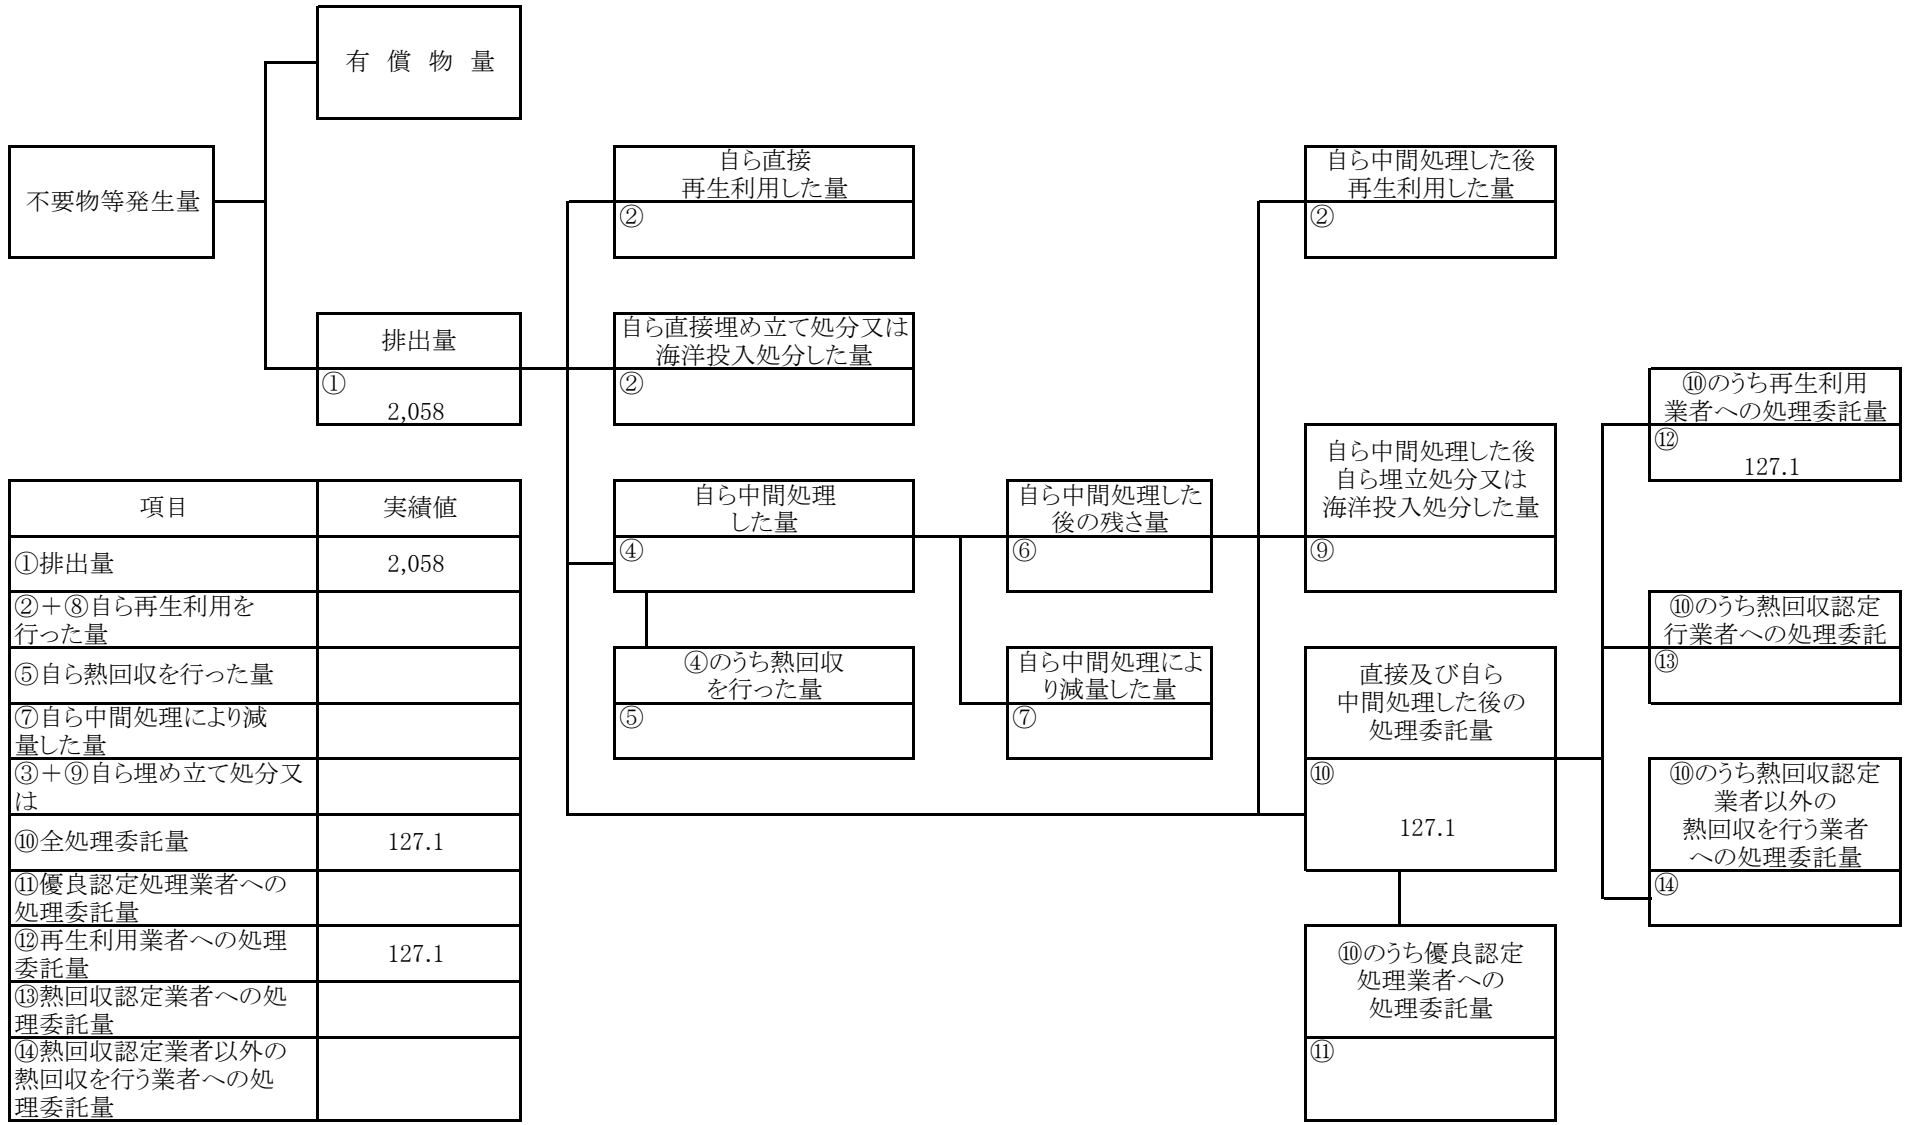 有 償 物 量
不要物等発生量
自ら直接
再生利用した量
②
自ら中間処理した後
再生利用した量
②
排出量
①
2,058
自ら直接埋め立て処分又は
海洋投入処分した量
②
⑩のうち再生利用
業者への処理委託量
⑫
127.1
自ら中間処理
した量
④
自ら中間処理した
後の残さ量
⑥
自ら中間処理した後
自ら埋立処分又は
海洋投入処分した量
⑨
⑩のうち熱回収認定
行業者への処理委託
⑬
④のうち熱回収
を行った量
⑤
自ら中間処理によ
り減量した量
⑦
直接及び自ら
中間処理した後の
処理委託量
⑩
127.1
⑩のうち熱回収認定
業者以外の
熱回収を行う業者
への処理委託量
⑭
⑩のうち優良認定
処理業者への
処理委託量
⑪
項目 実績値
①排出量 2,058
②＋⑧自ら再生利用を
行った量
⑤自ら熱回収を行った量
⑦自ら中間処理により減
量した量
③＋⑨自ら埋め立て処分又
は
⑩全処理委託量 127.1
⑪優良認定処理業者への
処理委託量
⑫再生利用業者への処理
委託量 127.1
⑬熱回収認定業者への処
理委託量
⑭熱回収認定業者以外の
熱回収を行う業者への処
理委託量